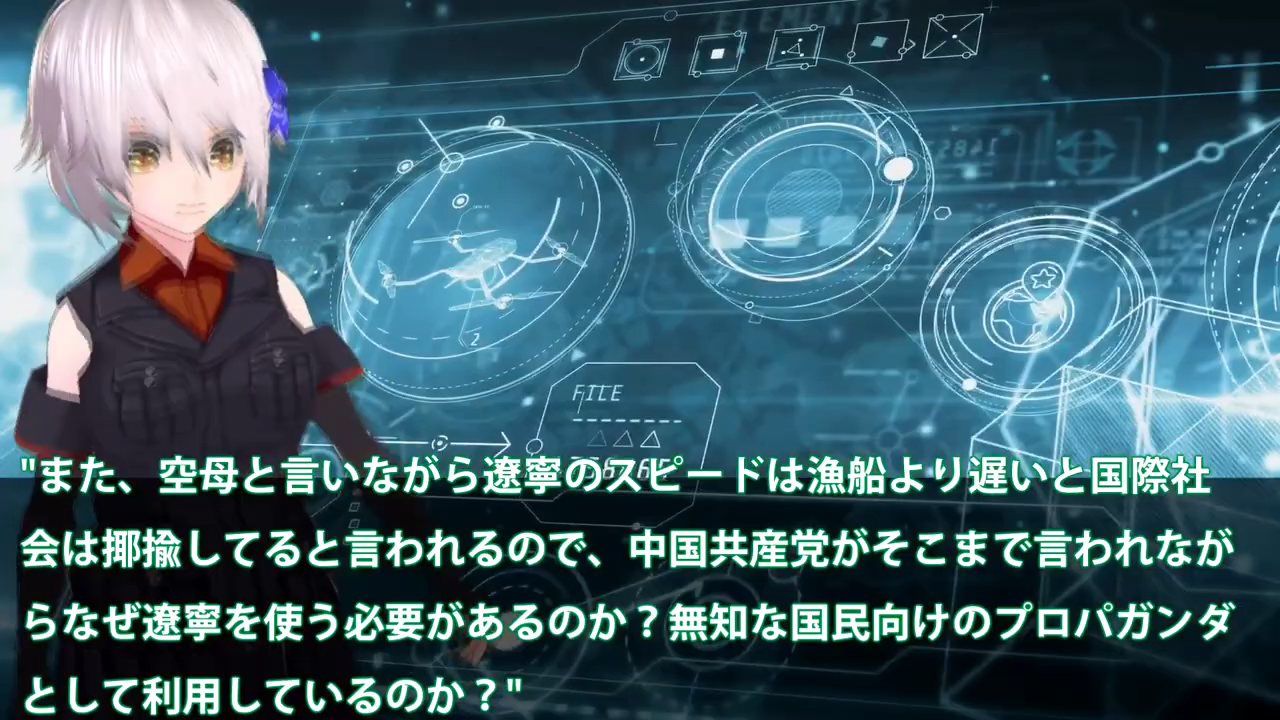 ELEMENTS
1485
2
FILE
"また、空母と言いながら遼寧のスピードは漁船より遅いと国際社
会は揶揄してると言われるので、中国共産党がそこまで言われなが
らなぜ遼寧を使う必要があるのか？無知な国民向けのプロパガンダ
として利用しているのか？"